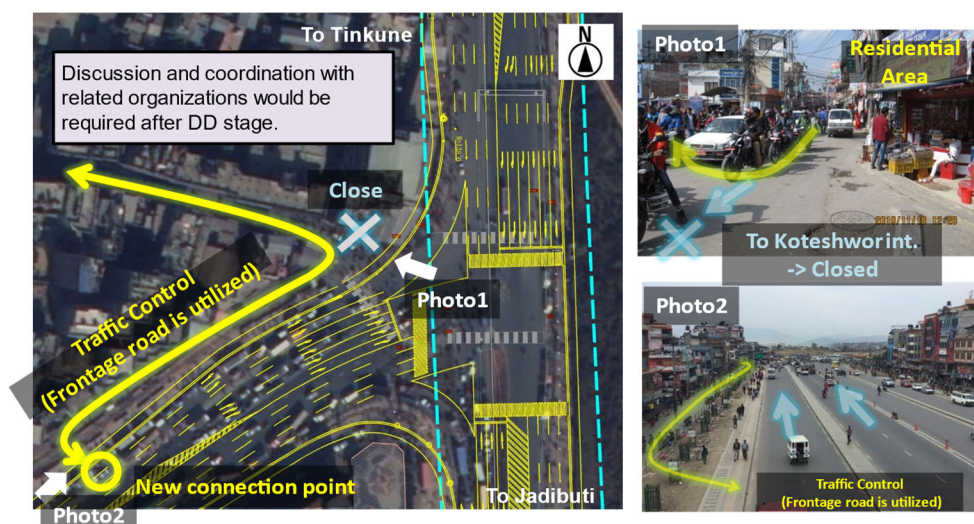 To Tinkune
N
Discussion and coordination with
related organizations would be
required after DD stage.
Close
Photo1
Traffic Control
(Frontage road is utilized)
New connection point
To Jadibuti
Photo2
Photo1
Residential
Area
To Koteshwor int.
-> Closed
Photo2
Traffic Control
(Frontage road is utilized)